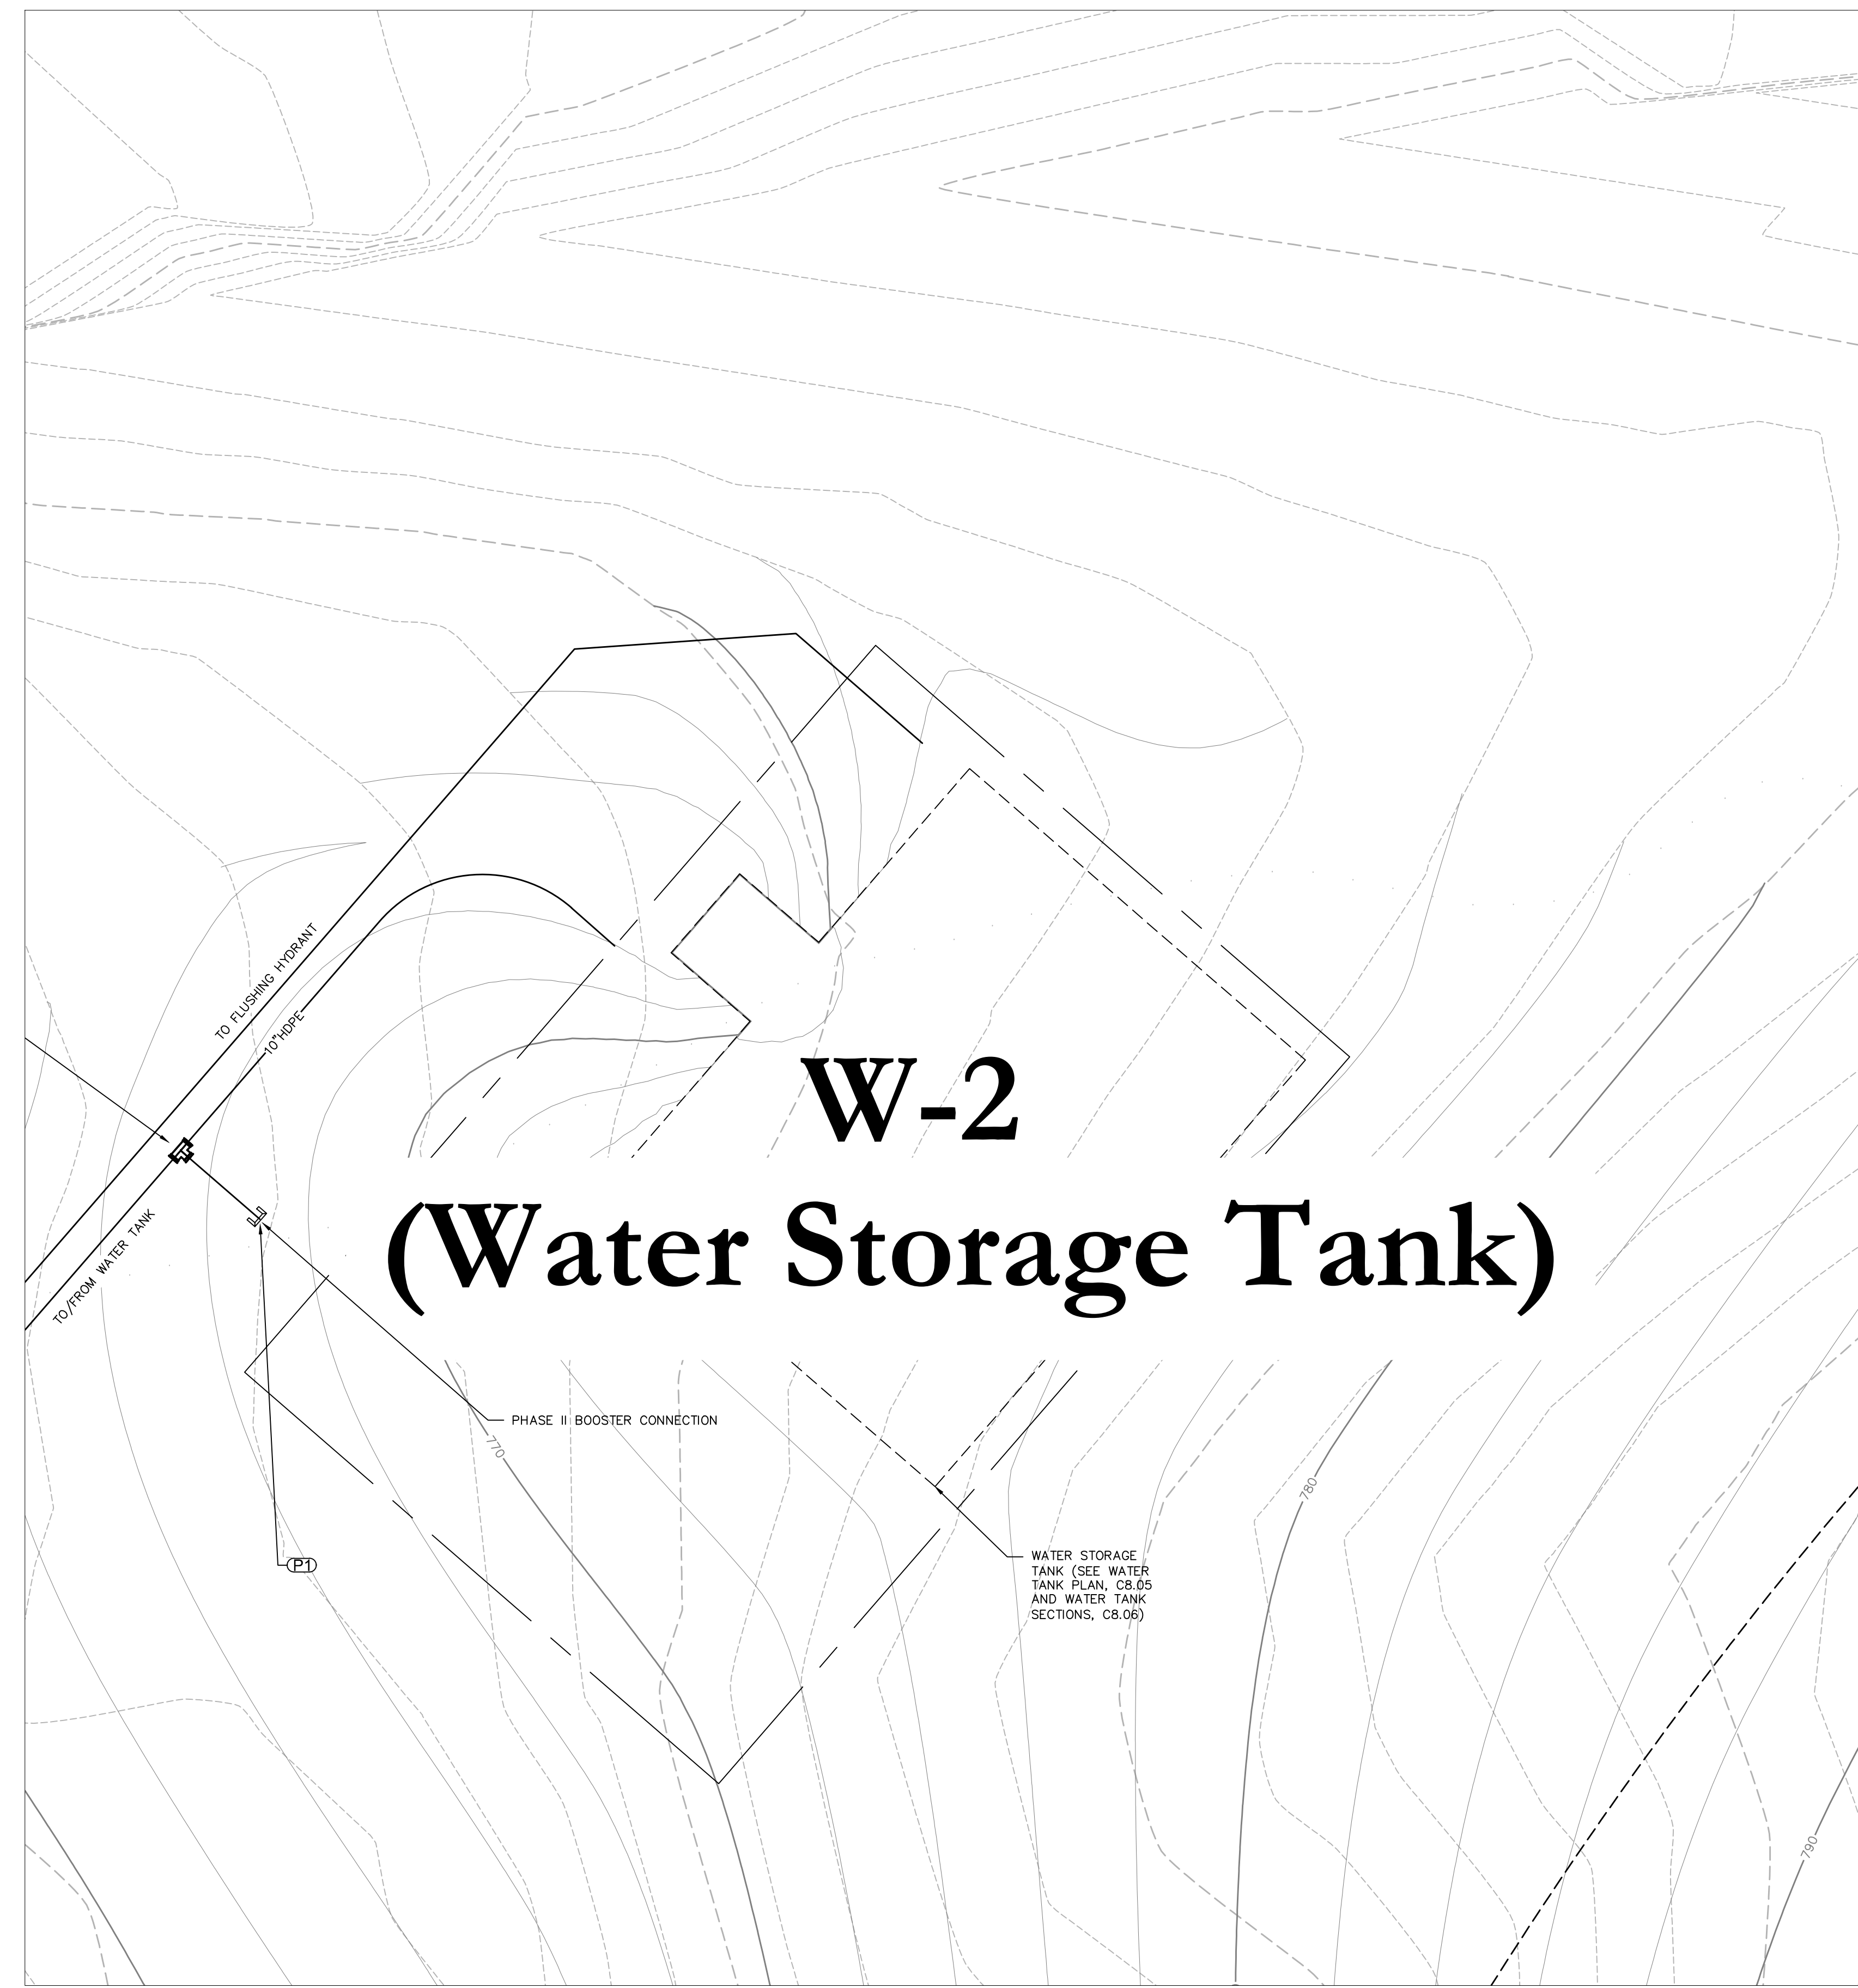 TO FLUSHING HYDRANT
10"HDPE
W-2
(Water Storage Tank)
TO/FROM WATER TANK
PHASE II BOOSTER CONNECTION
770
780
WATER STORAGE
TANK (SEE WATER
TANK PLAN, C8.05
AND WATER TANK
SECTIONS, C8.06)
P1
790